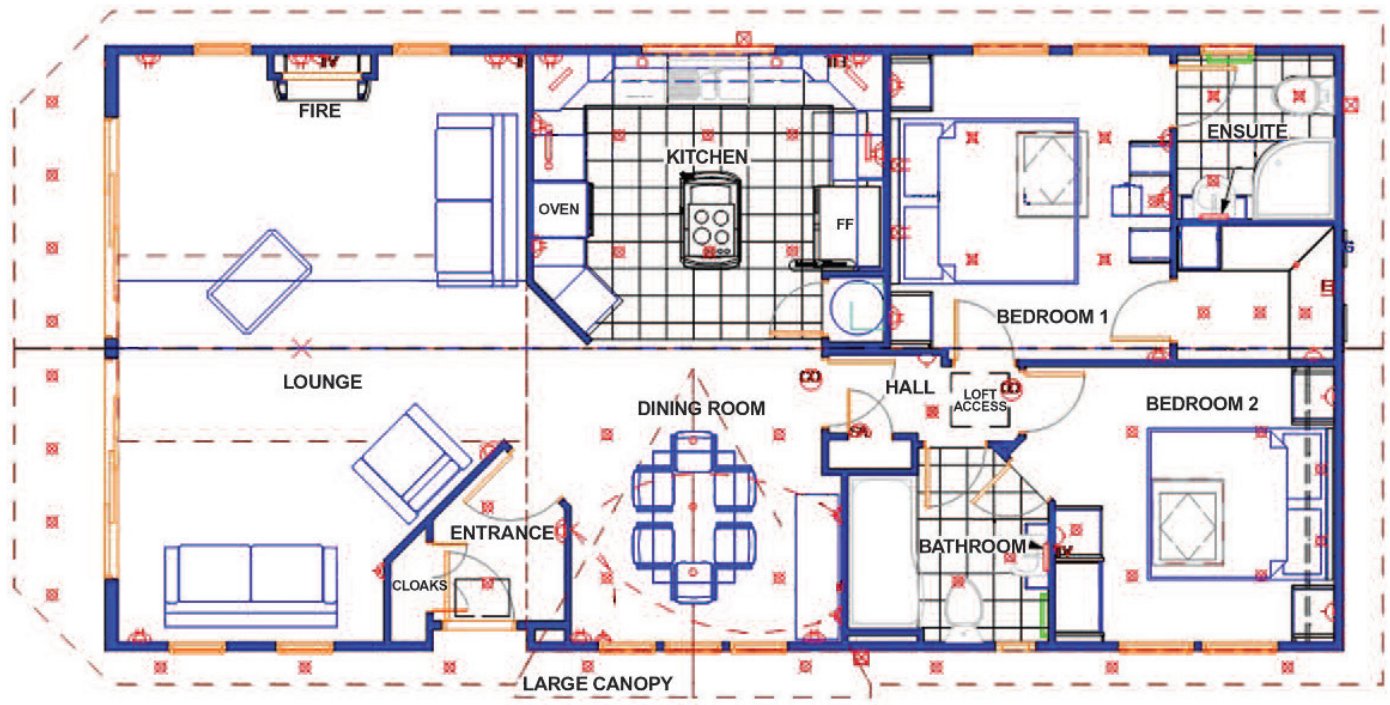 FIRE
KITCHEN
ENSUITE
OVEN
FF
BEDROOM 1
LOUNGE
HALL
LOFT
ACCESS
DINING ROOM
BEDROOM 2
ENTRANCE
BATHROOM
CLOAKS
LARGE CANOPY